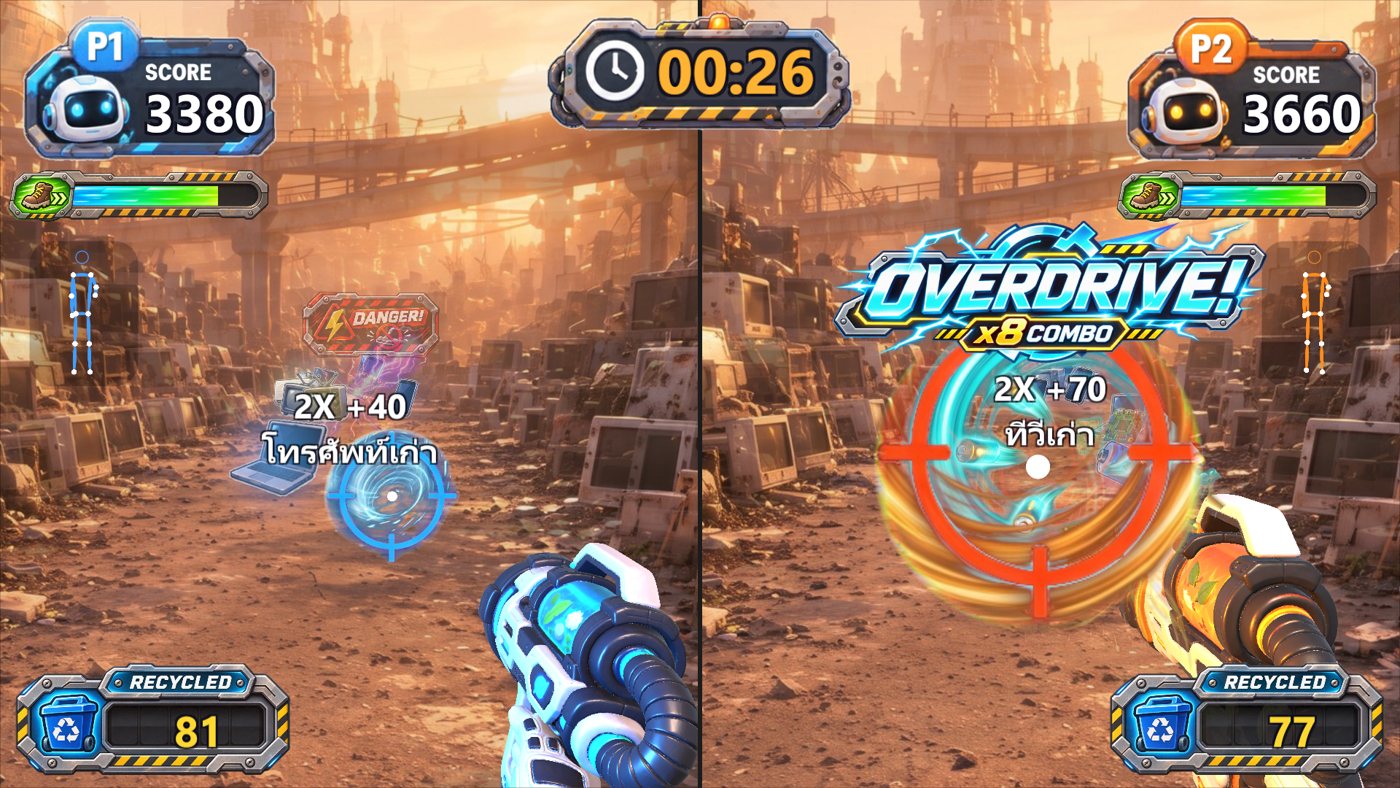 P1
SCORE
3380
00:26
P2
SCORE
3660
DANGER!
2X +40
โทรศัพท์เก่า
OVERDRIVE!
x8 COMBO
2X +70
ทีวีเก่า
RECYCLED
81
RECYCLED
77